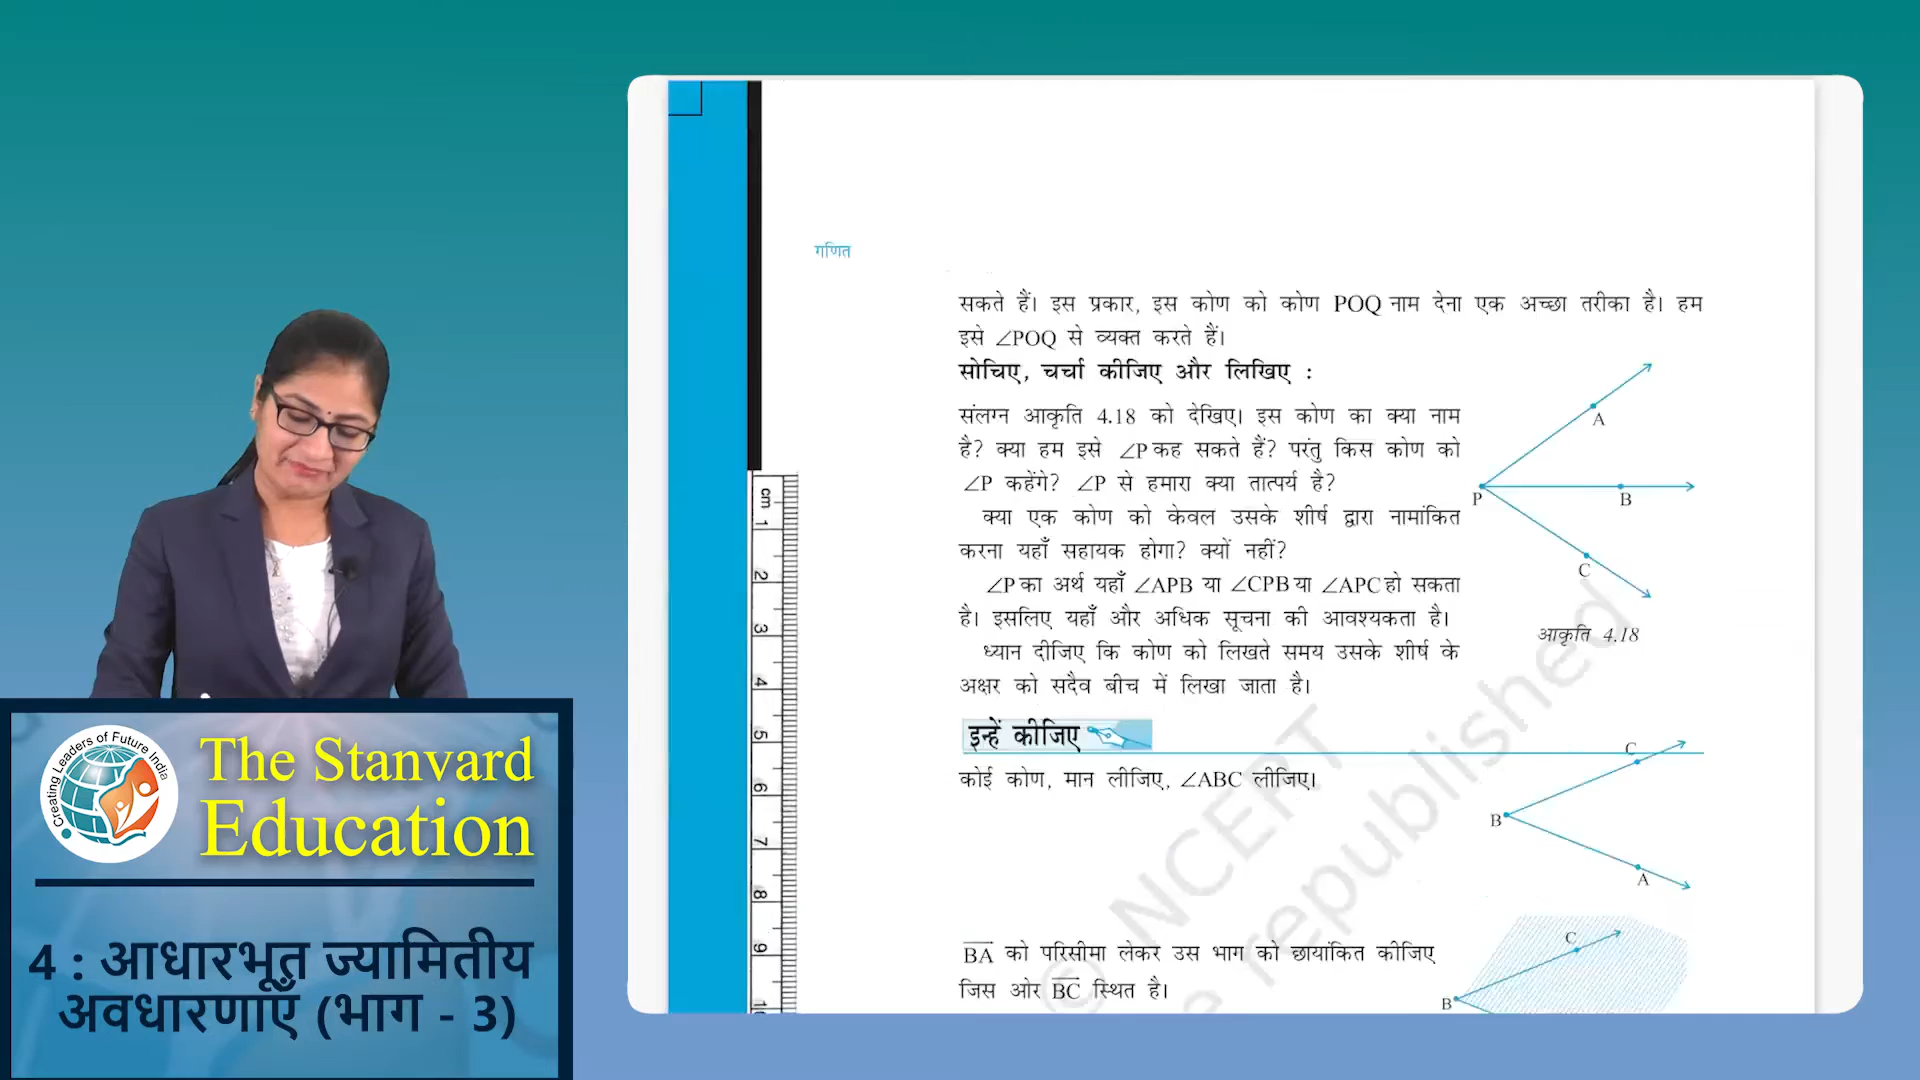 गणित
सकते हैं। इस प्रकार, इस कोण को कोण POQ नाम देना एक अच्छा तरीका है। हम
इसे ∠POQ से व्यक्त करते हैं।
सोचिए, चर्चा कीजिए और लिखिए :
संलग्न आकृति 4.18 को देखिए। इस कोण का क्या नाम
है? क्या हम इसे ∠P कह सकते हैं? परंतु किस कोण को
∠P कहेंगे? ∠P से हमारा क्या तात्पर्य है?
क्या एक कोण को केवल उसके शीर्ष द्वारा नामांकित
करना यहाँ सहायक होगा? क्यों नहीं?
∠P का अर्थ यहाँ ∠APB या ∠CPB या ∠APC हो सकता
है। इसलिए यहाँ और अधिक सूचना की आवश्यकता है।
ध्यान दीजिए कि कोण को लिखते समय उसके शीर्ष के
अक्षर को सदैव बीच में लिखा जाता है।
A
P
B
C
आकृति 4.18
इन्हें कीजिए
कोई कोण, मान लीजिए, ∠ABC लीजिए।
C
B
A
BA को परिसीमा लेकर उस भाग को छायांकित कीजिए
जिस ओर BC स्थित है।
C
B
© NCERT
republished
cm
1
2
3
4
5
6
7
8
9
Creating Leaders of Future India
The Stanvard
Education
4 : आधारभूत ज्यामितीय
अवधारणाएँ (भाग - 3)